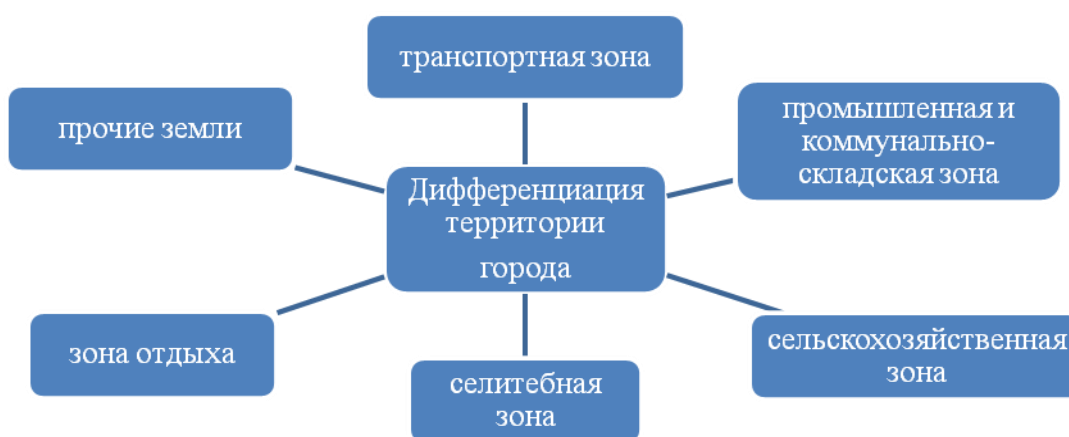 транспортная зона
прочие земли
промышленная и
коммунально-
складская зона
Дифференциация
территории
города
зона отдыха
селитебная
зона
сельскохозяйственная
зона